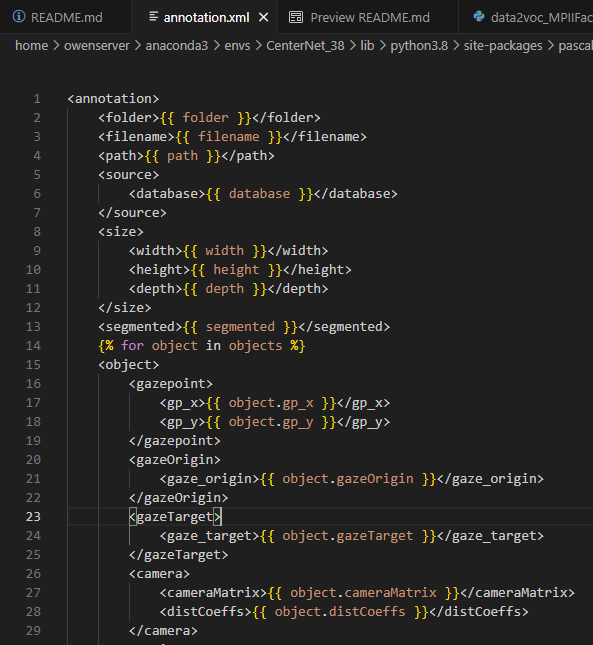 README.md annotation.xml Preview README.md data2voc_MPIIFac
home > owenserver > anaconda3 > envs > CenterNet_38 > lib > python3.8 > site-packages > pascal
1 <annotation>
2 <folder>{{ folder }}</folder>
3 <filename>{{ filename }}</filename>
4 <path>{{ path }}</path>
5 <source>
6 <database>{{ database }}</database>
7 </source>
8 <size>
9 <width>{{ width }}</width>
10 <height>{{ height }}</height>
11 <depth>{{ depth }}</depth>
12 </size>
13 <segmented>{{ segmented }}</segmented>
14 {% for object in objects %}
15 <object>
16 <gazepoint>
17 <gp_x>{{ object.gp_x }}</gp_x>
18 <gp_y>{{ object.gp_y }}</gp_y>
19 </gazepoint>
20 <gazeOrigin>
21 <gaze_origin>{{ object.gazeOrigin }}</gaze_origin>
22 </gazeOrigin>
23 <gazeTarget>
24 <gaze_target>{{ object.gazeTarget }}</gaze_target>
25 </gazeTarget>
26 <camera>
27 <cameraMatrix>{{ object.cameraMatrix }}</cameraMatrix>
28 <distCoeffs>{{ object.distCoeffs }}</distCoeffs>
29 </camera>